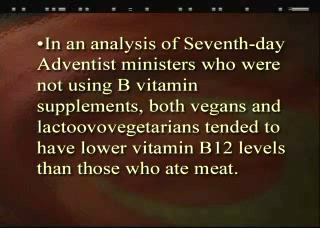 •In an analysis of Seventh-day
Adventist ministers who were
not using B vitamin
supplements, both vegans and
lactoovovegetarians tended to
have lower vitamin B12 levels
than those who ate meat.